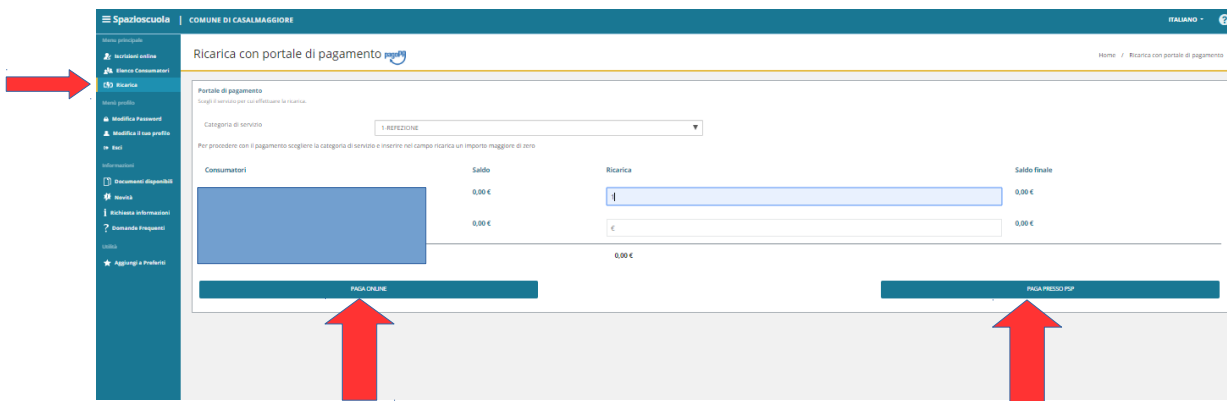 Spazioscuola | COMUNE DI CASALMAGGIORE
ITALIANO
?
Menu principale
Iscrizioni online
Elenco Consumatori
Ricarica
Menù profilo
Modifica Password
Modifica il tuo profilo
Esci
Informazioni
Documenti disponibili
Novità
Richiesta informazioni
Domande Frequenti
Aggiungi a Preferiti
Ricarica con portale di pagamento pagoPA
Home / Ricarica con portale di pagamento
Portale di pagamento
Scegli il servizio per cui effettuare la ricarica.
Categoria di servizio
1-REFEZIONE
Per procedere con il pagamento scegliere la categoria di servizio e inserire nel campo ricarica un importo maggiore di zero
Consumatori Saldo Ricarica Saldo finale
0,00 € 1 0,00 €
0,00 € € 0,00 €
0,00 €
PAGA ONLINE
PAGA PRESSO PSP